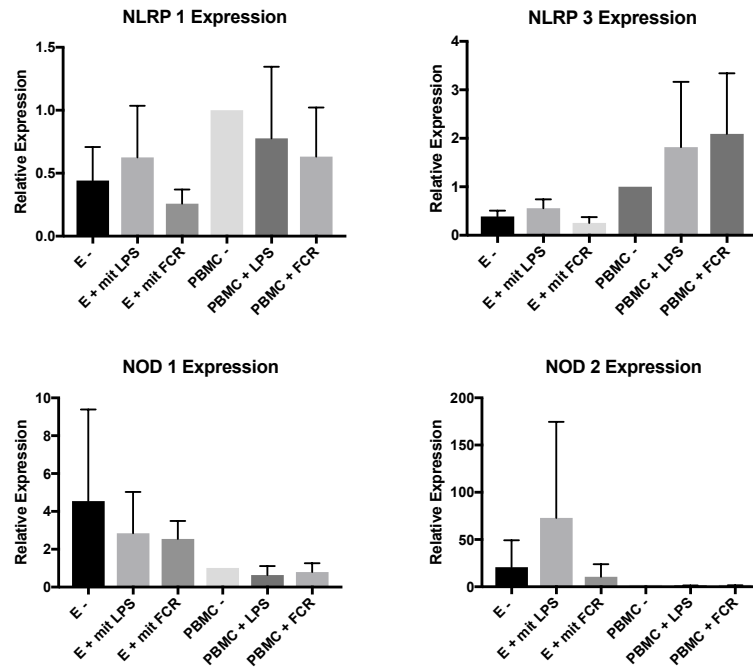 NLRP 1 Expression
Relative Expression
1.5
1.0
0.5
0.0
E -
E + mit LPS
E + mit FCR
PBMC -
PBMC + LPS
PBMC + FCR
NLRP 3 Expression
Relative Expression
4
3
2
1
0
E -
E + mit LPS
E + mit FCR
PBMC -
PBMC + LPS
PBMC + FCR
NOD 1 Expression
Relative Expression
10
8
6
4
2
0
E -
E + mit LPS
E + mit FCR
PBMC -
PBMC + LPS
PBMC + FCR
NOD 2 Expression
Relative Expression
200
150
100
50
0
E -
E + mit LPS
E + mit FCR
PBMC -
PBMC + LPS
PBMC + FCR